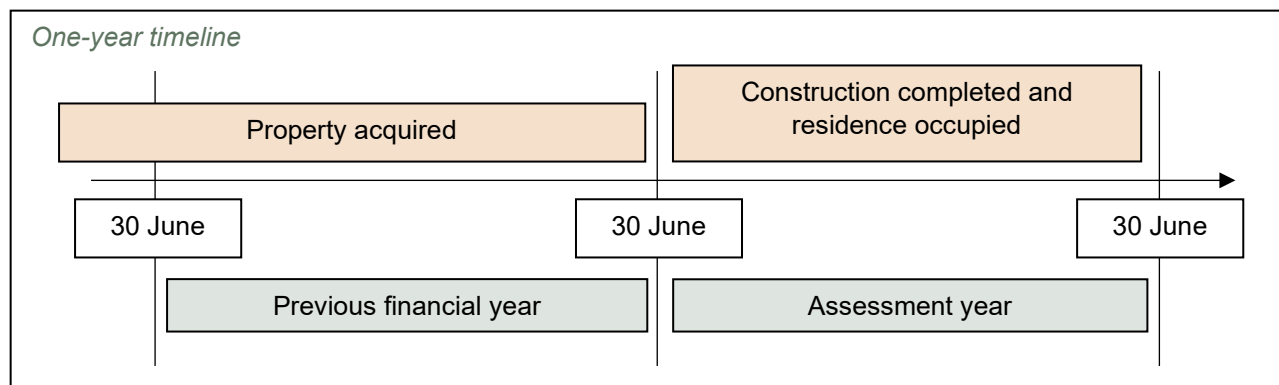 One-year timeline
Property acquired
Construction completed and
residence occupied
30 June
30 June
30 June
Previous financial year
Assessment year